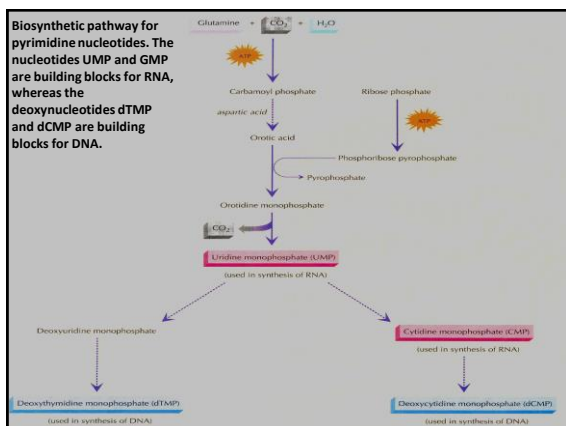 Biosynthetic pathway for
pyrimidine nucleotides. The
nucleotides UMP and GMP
are building blocks for RNA,
whereas the
deoxynucleotides dTMP
and dCMP are building
blocks for DNA.
Glutamine + CO₂ + H₂O
ATP
Carbamoyl phosphate
Ribose phosphate
aspartic acid
ATP
Orotic acid
Phosphoribose pyrophosphate
Pyrophosphate
Orotidine monophosphate
CO₂
Uridine monophosphate (UMP)
(used in synthesis of RNA)
Deoxyuridine monophosphate
Cytidine monophosphate (CMP)
(used in synthesis of RNA)
Deoxythymidine monophosphate (dTMP)
Deoxycytidine monophosphate (dCMP)
(used in synthesis of DNA)
(used in synthesis of DNA)